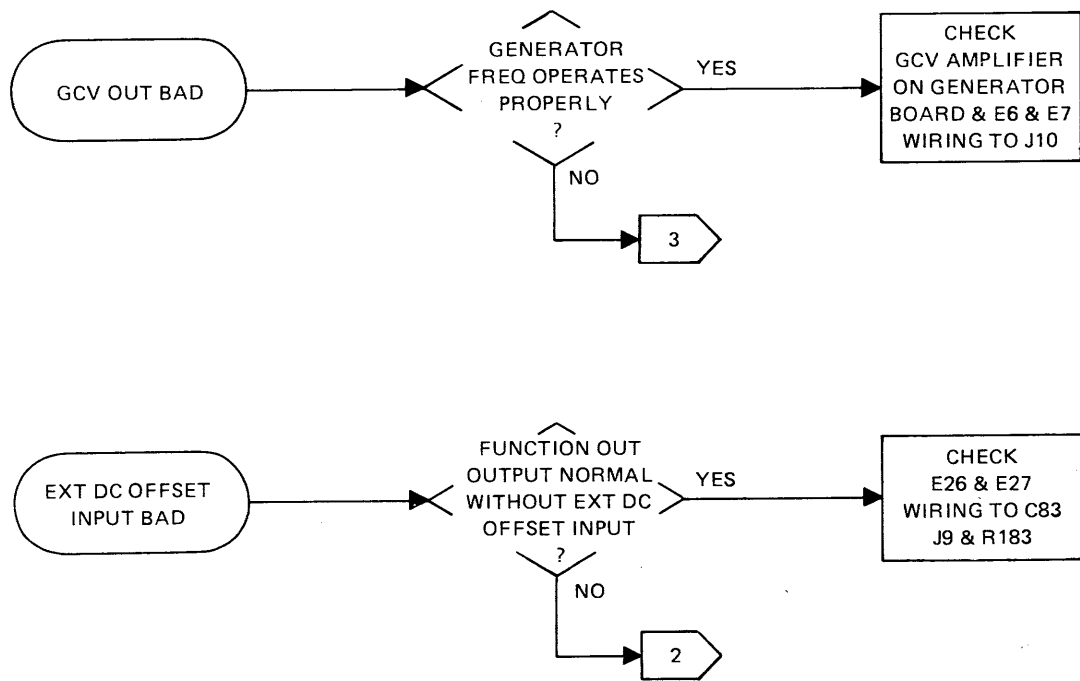 GCV OUT BAD
GENERATOR
FREQ OPERATES
PROPERLY
?
YES
CHECK
GCV AMPLIFIER
ON GENERATOR
BOARD & E6 & E7
WIRING TO J10
NO
3
EXT DC OFFSET
INPUT BAD
FUNCTION OUT
OUTPUT NORMAL
WITHOUT EXT DC
OFFSET INPUT
?
YES
CHECK
E26 & E27
WIRING TO C83
J9 & R183
NO
2